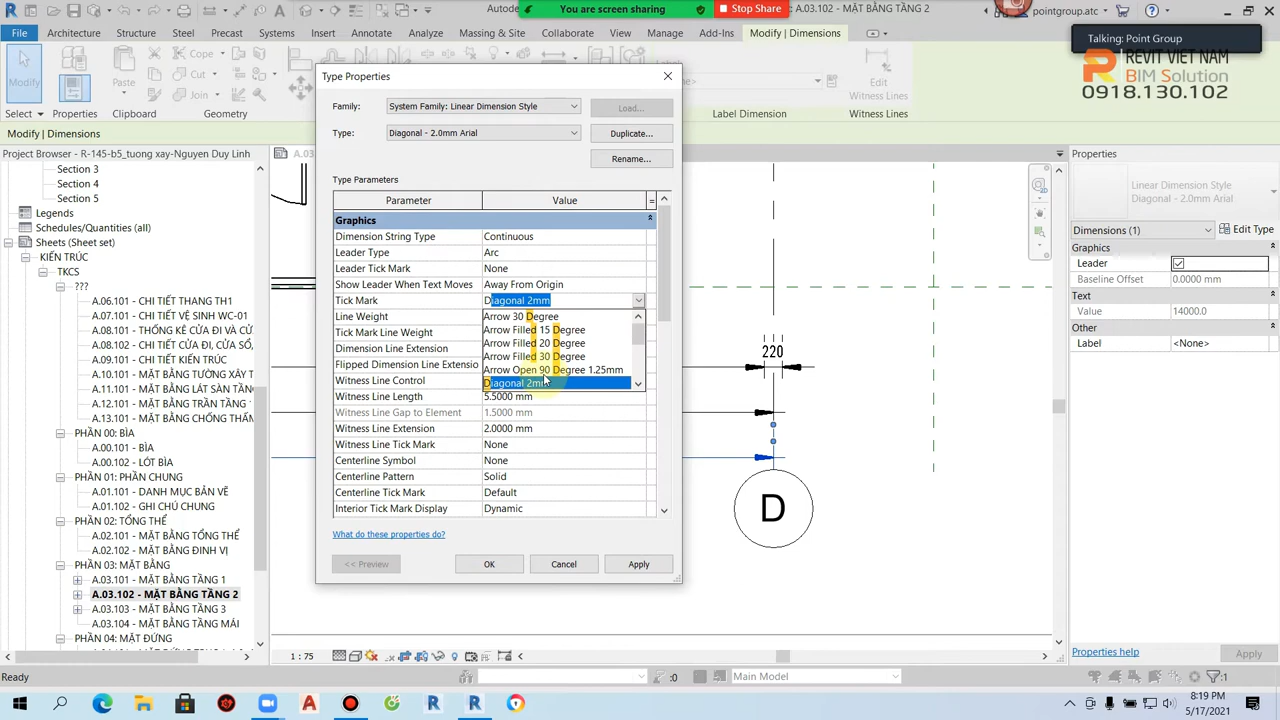 Autode
You are screen sharing
Stop Share
A.03.102 - MẶT BẰNG TẦNG 2
pointgroup.atc
Talking: Point Group
REVIT VIET NAM
BIM Solution
0918.130.102
File Architecture Structure Steel Precast Systems Insert Annotate Analyze Massing & Site Collaborate View Manage Add-Ins Modify | Dimensions
Modify
Properties
Paste
Cope
Cut
Join
Edit
Witness Lines
Select Properties Clipboard Geometry Label Dimension Witness Lines
Modify | Dimensions
Project Browser - R-145-b5_tuong xay-Nguyen Duy Linh
Section 3
Section 4
Section 5
Legends
Schedules/Quantities (all)
Sheets (Sheet set)
KIẾN TRÚC
TKCS
???
A.06.101 - CHI TIẾT THANG TH1
A.07.101 - CHI TIẾT VỆ SINH WC-01
A.08.101 - THỐNG KÊ CỬA ĐI VÀ CỬ
A.08.102 - CHI TIẾT CỬA ĐI, CỬA SỔ,
A.09.101 - CHI TIẾT KIẾN TRÚC
A.10.101 - MẶT BẰNG TƯỜNG XÂY
A.11.101 - MẶT BẰNG LÁT SÀN TẦN
A.12.101 - MẶT BẰNG TRẦN TẦNG
A.13.101 - MẶT BẰNG CHỐNG THẤM
PHẦN 00: BÌA
A.00.101 - BÌA
A.00.102 - LÓT BÌA
PHẦN 01: PHẦN CHUNG
A.01.101 - DANH MỤC BẢN VẼ
A.01.102 - GHI CHÚ CHUNG
PHẦN 02: TỔNG THỂ
A.02.101 - MẶT BẰNG TỔNG THỂ
A.02.102 - MẶT BẰNG ĐỊNH VỊ
PHẦN 03: MẶT BẰNG
A.03.101 - MẶT BẰNG TẦNG 1
A.03.102 - MẶT BẰNG TẦNG 2
A.03.103 - MẶT BẰNG TẦNG 3
A.03.104 - MẶT BẰNG TẦNG MÁI
PHẦN 04: MẶT ĐỨNG
A.03
Type Properties
Family: System Family: Linear Dimension Style Load...
Type: Diagonal - 2.0mm Arial Duplicate...
Rename...
Type Parameters
Parameter Value =
Graphics
Dimension String Type Continuous
Leader Type Arc
Leader Tick Mark None
Show Leader When Text Moves Away From Origin
Tick Mark Diagonal 2mm
Line Weight
Tick Mark Line Weight
Dimension Line Extension
Flipped Dimension Line Extension
Witness Line Control
Arrow 30 Degree
Arrow Filled 15 Degree
Arrow Filled 20 Degree
Arrow Filled 30 Degree
Arrow Open 90 Degree 1.25mm
Diagonal 2mm
Witness Line Length 5.5000 mm
Witness Line Gap to Element 1.5000 mm
Witness Line Extension 2.0000 mm
Witness Line Tick Mark None
Centerline Symbol None
Centerline Pattern Solid
Centerline Tick Mark Default
Interior Tick Mark Display Dynamic
What do these properties do?
<< Preview OK Cancel Apply
220
D
Properties
Linear Dimension Style
Diagonal - 2.0mm Arial
Dimensions (1) Edit Type
Graphics
Leader
Baseline Offset 0.0000 mm
Text
Value 14000.0
Other
Label <None>
Properties help Apply
1 : 75
Ready
:0
Main Model
:1
8:19 PM
5/17/2021